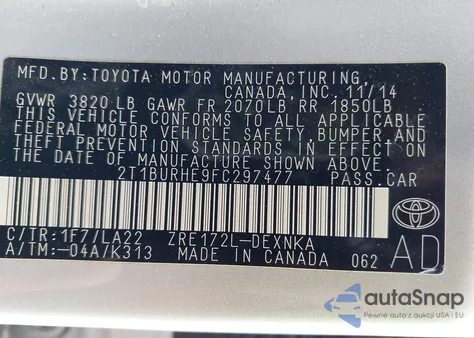 MFD.BY:TOYOTA MOTOR MANUFACTURING
CANADA, INC. 11/14
GVWR 3820 LB GAWR FR 2070LB RR 1850LB
THIS VEHICLE CONFORMS TO ALL APPLICABLE
FEDERAL MOTOR VEHICLE SAFETY, BUMPER, AND
THEFT PREVENTION STANDARDS IN EFFECT ON
THE DATE OF MANUFACTURE SHOWN ABOVE.
2T1BURHE9FC297477 PASS.CAR
C/TR:1F7/LA22 ZRE172L-DEXNKA
A/TM:-04A/K313 MADE IN CANADA 062
AD
autoSnap
Auta z aukcji USA i EU